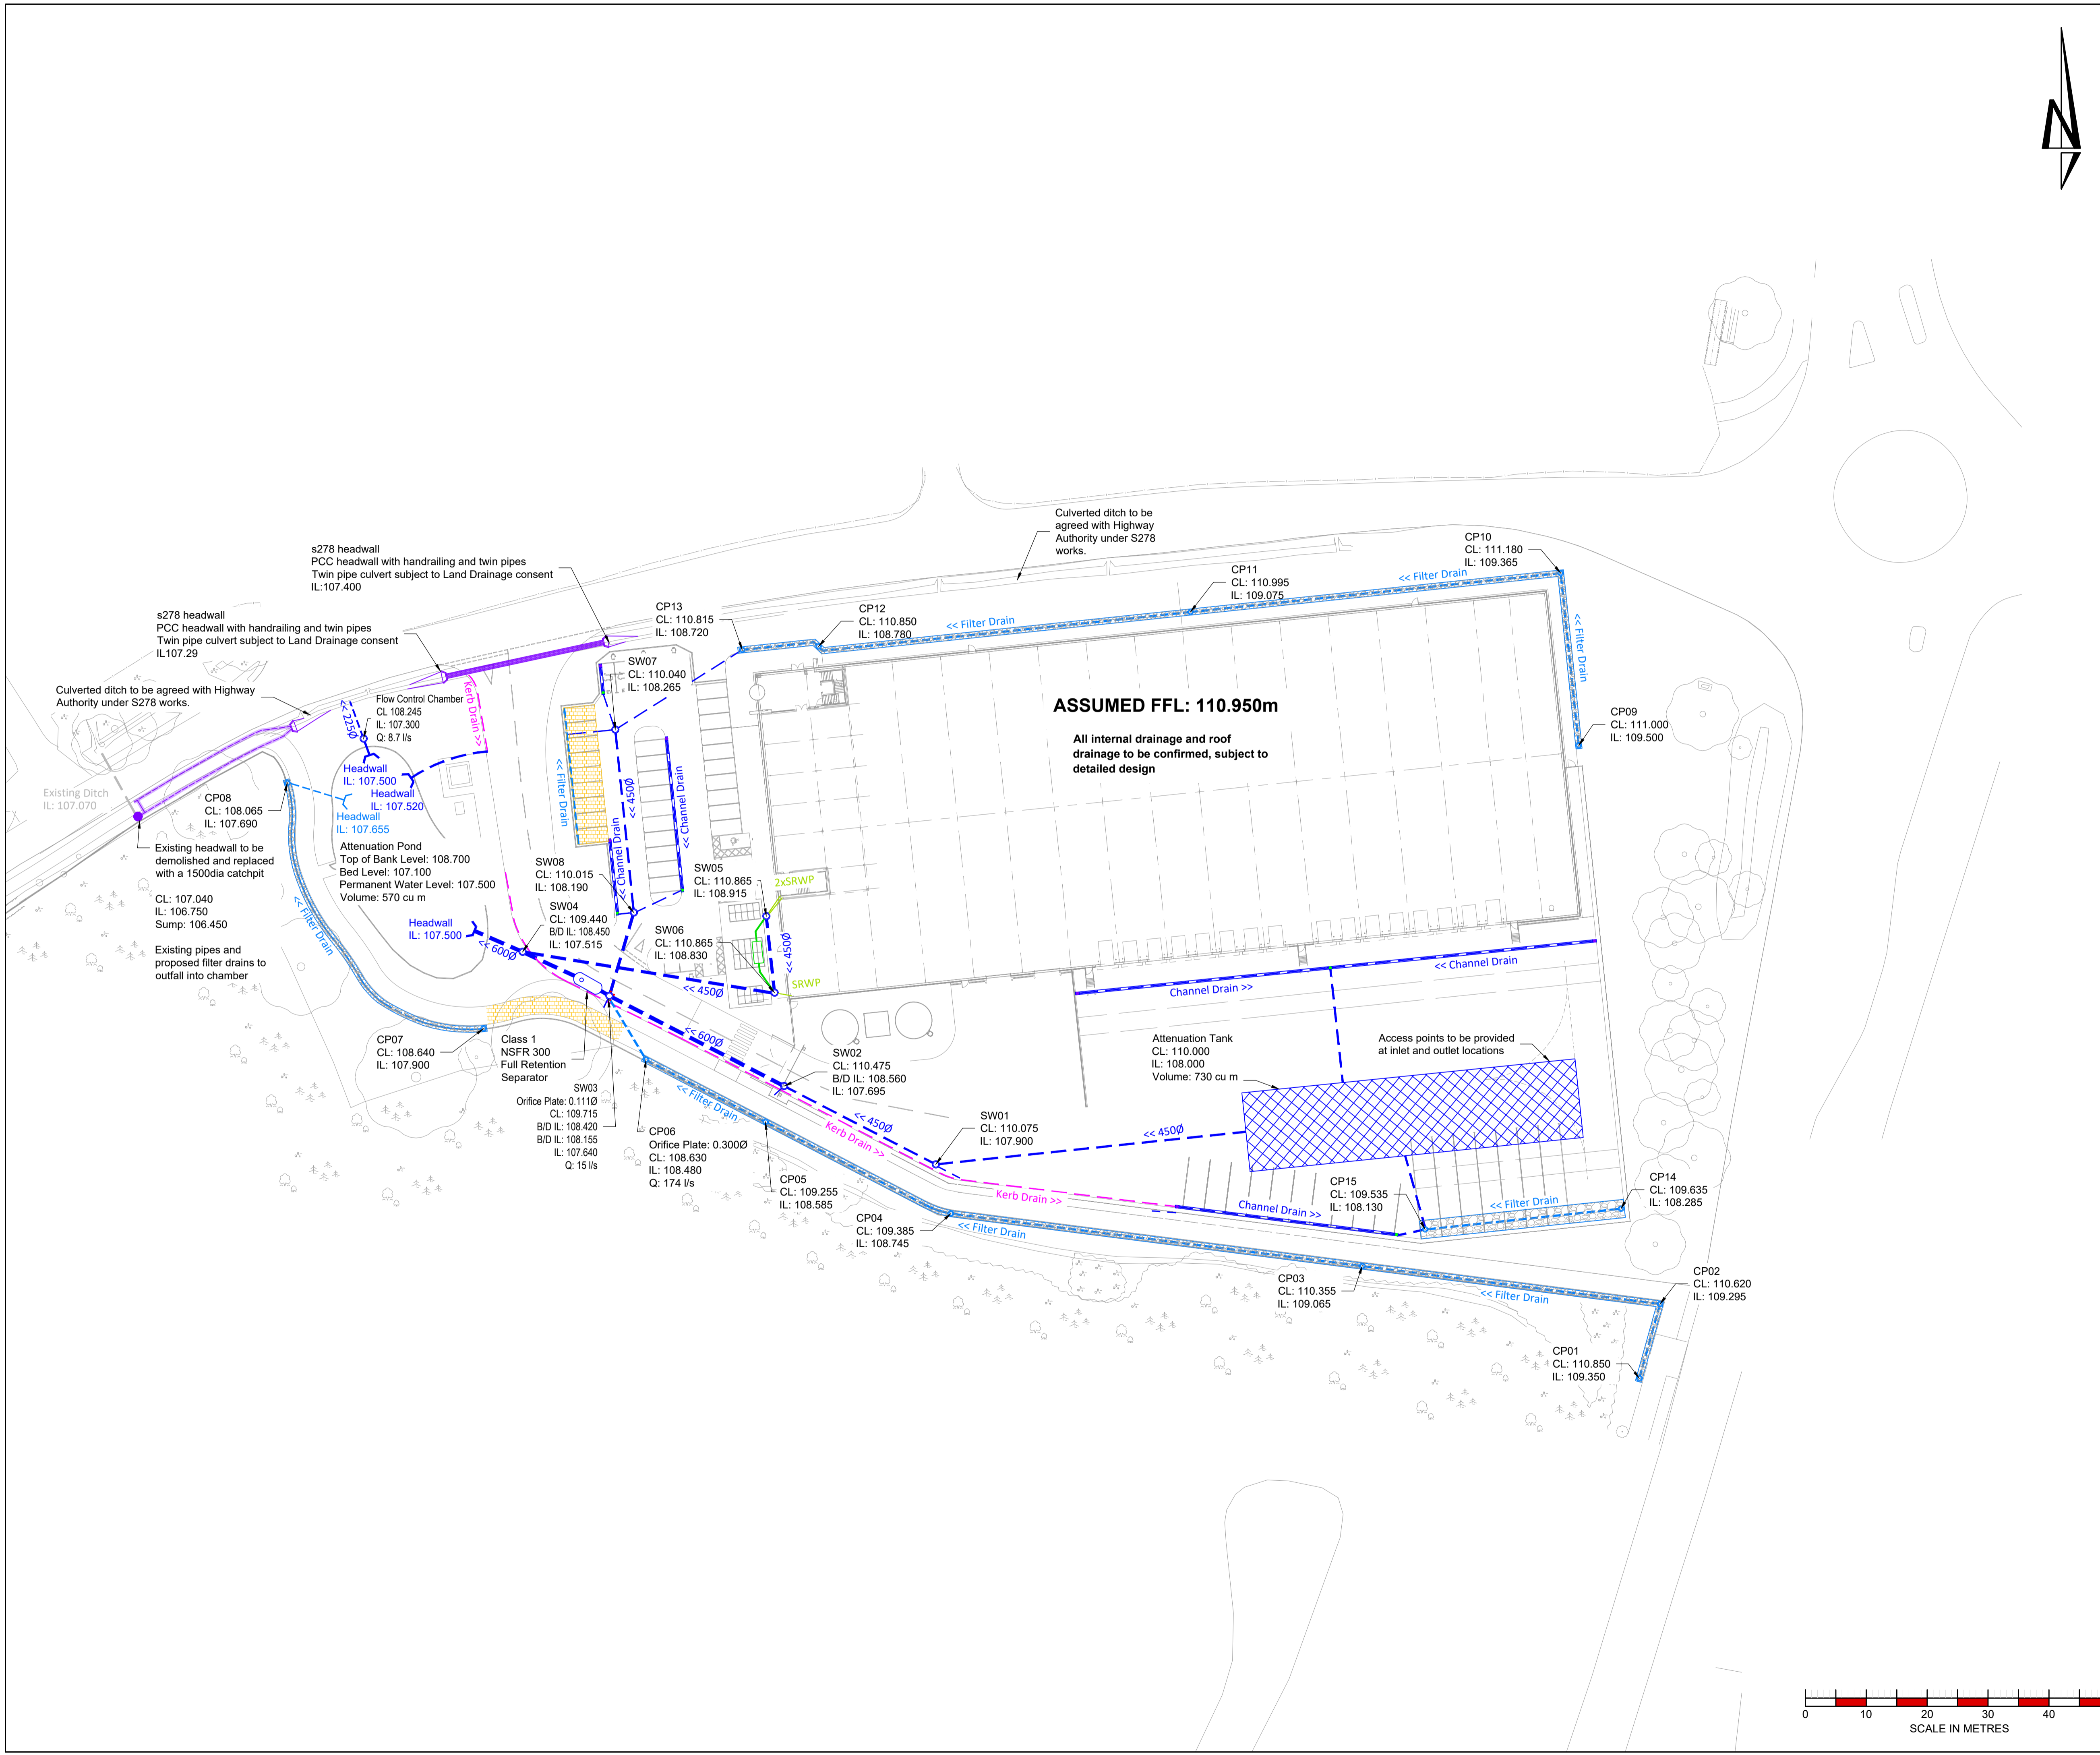 N
Culverted ditch to be
agreed with Highway
Authority under S278
works.
CP10
CL: 111.180
IL: 109.365
<< Filter Drain
CP11
CL: 110.995
IL: 109.075
s278 headwall
PCC headwall with handrailing and twin pipes
Twin pipe culvert subject to Land Drainage consent
IL:107.400
s278 headwall
PCC headwall with handrailing and twin pipes
Twin pipe culvert subject to Land Drainage consent
IL107.29
CP13
CL: 110.815
IL: 108.720
CP12
CL: 110.850
IL: 108.780
<< Filter Drain
<< Filter Drain
SW07
CL: 110.040
IL: 108.265
Culverted ditch to be agreed with Highway
Authority under S278 works.
Kerb Drain >>
<< 225Ø
Flow Control Chamber
CL 108.245
IL: 107.300
Q: 8.7 l/s
ASSUMED FFL: 110.950m
All internal drainage and roof
drainage to be confirmed, subject to
detailed design
CP09
CL: 111.000
IL: 109.500
Headwall
IL: 107.500
Headwall
IL: 107.520
Headwall
IL: 107.655
Existing Ditch
IL: 107.070
CP08
CL: 108.065
IL: 107.690
<< Filter Drain
<< 450Ø
<< Channel Drain
<< Channel Drain
Existing headwall to be
demolished and replaced
with a 1500dia catchpit
CL: 107.040
IL: 106.750
Sump: 106.450
Existing pipes and
proposed filter drains to
outfall into chamber
Attenuation Pond
Top of Bank Level: 108.700
Bed Level: 107.100
Permanent Water Level: 107.500
Volume: 570 cu m
SW08
CL: 110.015
IL: 108.190
SW05
CL: 110.865
IL: 108.915
2xSRWP
SW04
CL: 109.440
B/D IL: 108.450
IL: 107.515
SW06
CL: 110.865
IL: 108.830
<< 450Ø
SRWP
Headwall
IL: 107.500
<< 600Ø
<< 450Ø
<< Filter Drain
Channel Drain >>
<< Channel Drain
CP07
CL: 108.640
IL: 107.900
Class 1
NSFR 300
Full Retention
Separator
<< 600Ø
SW02
CL: 110.475
B/D IL: 108.560
IL: 107.695
Attenuation Tank
CL: 110.000
IL: 108.000
Volume: 730 cu m
Access points to be provided
at inlet and outlet locations
SW03
Orifice Plate: 0.111Ø
CL: 109.715
B/D IL: 108.420
B/D IL: 108.155
IL: 107.640
Q: 15 l/s
<< Filter Drain
CP06
Orifice Plate: 0.300Ø
CL: 108.630
IL: 108.480
Q: 174 l/s
<< 450Ø
Kerb Drain >>
SW01
CL: 110.075
IL: 107.900
<< 450Ø
CP05
CL: 109.255
IL: 108.585
Kerb Drain >>
Channel Drain >>
CP15
CL: 109.535
IL: 108.130
<< Filter Drain
CP14
CL: 109.635
IL: 108.285
CP04
CL: 109.385
IL: 108.745
<< Filter Drain
CP03
CL: 110.355
IL: 109.065
<< Filter Drain
CP02
CL: 110.620
IL: 109.295
CP01
CL: 110.850
IL: 109.350
0 10 20 30 40
SCALE IN METRES